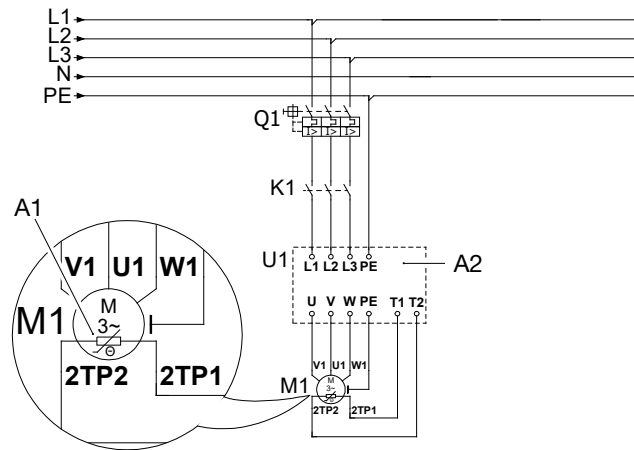 L1
L2
L3
N
PE
Q1
I> I> I>
K1
A1
U1
L1 L2 L3 PE
A2
U V W PE T1 T2
V1 U1 W1
M1
M
3~
Θ
2TP2 2TP1
V1 U1 W1
M1
M
3~
Θ
2TP2 2TP1